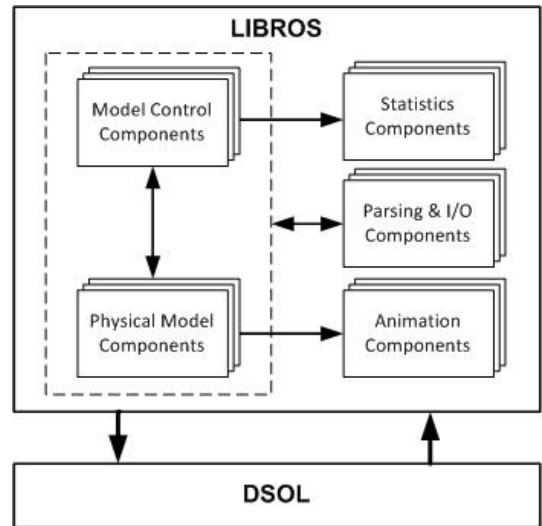 LIBROS
Model Control
Components
Statistics
Components
Parsing & I/O
Components
Physical Model
Components
Animation
Components
DSOL